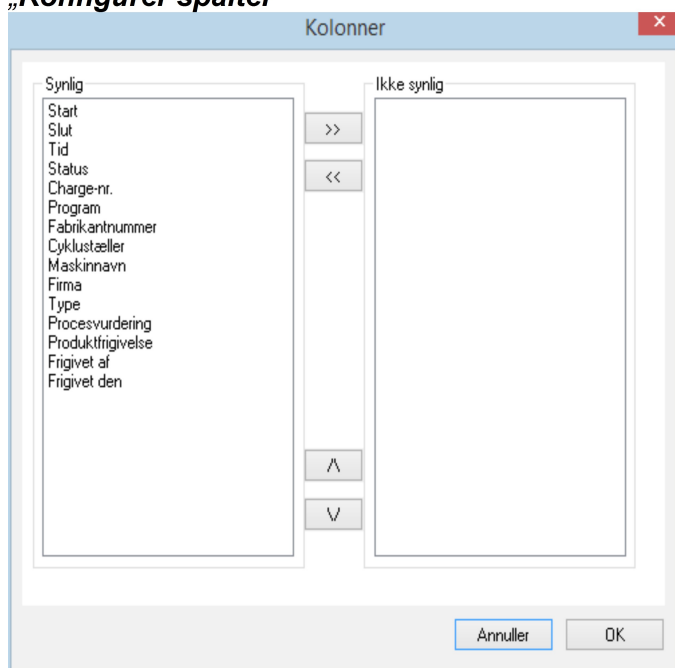 „Konfigurer spalter
Kolonner
×
Synlig
Ikke synlig
Start
Slut
Tid
Status
Charge-nr.
Program
Fabrikantnummer
Cyklustæller
Maskinnavn
Firma
Type
Procesvurdering
Produktfrigivelse
Frigivet af
Frigivet den
>>
<<
/\
\/
Annuller
OK